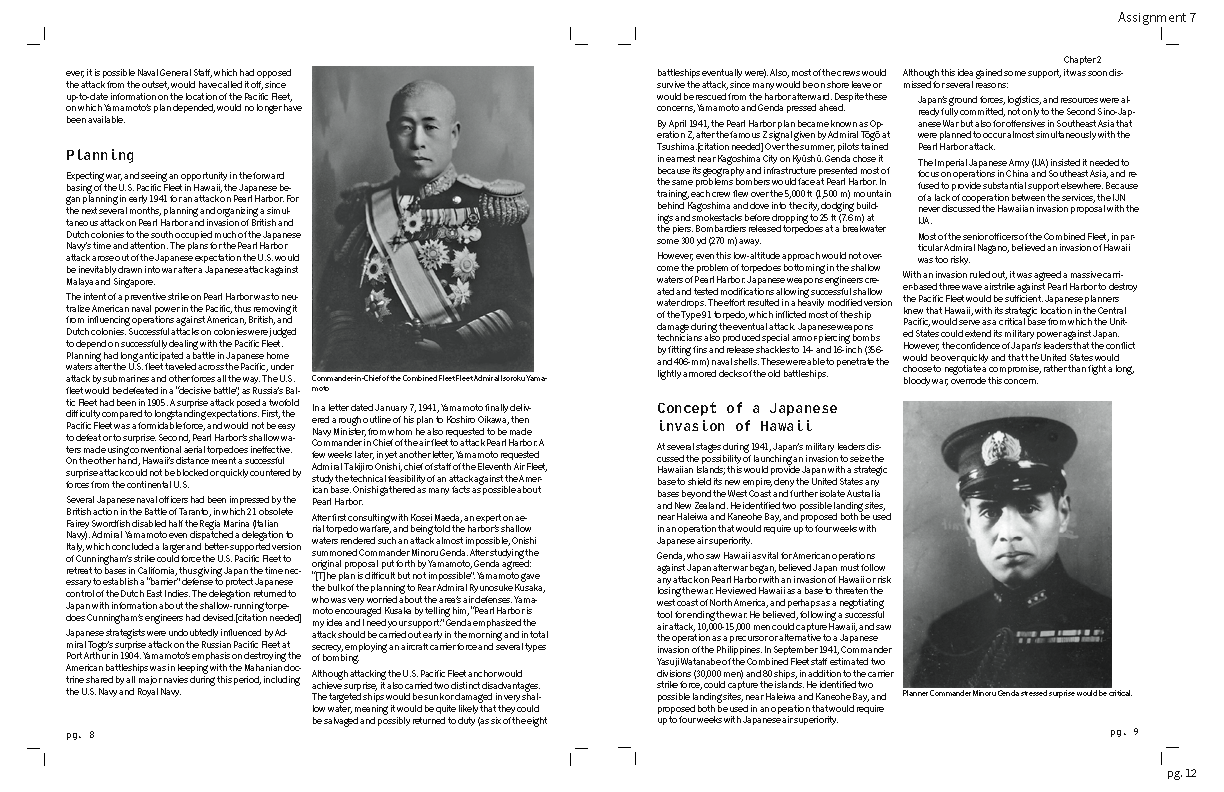 Assignment 7
ever, it is possible Naval General Staff, which had opposed
the attack from the outset, would have called it off, since
up-to-date information on the location of the Pacific Fleet,
on which Yamamoto's plan depended, would no longer have
been available.
Planning
Expecting war, and seeing an opportunity in the forward
basing of the U.S. Pacific Fleet in Hawaii, the Japanese be-
gan planning in early 1941 for an attack on Pearl Harbor. For
the next several months, planning and organizing a simul-
taneous attack on Pearl Harbor and invasion of British and
Dutch colonies to the south occupied much of the Japanese
Navy's time and attention. The plans for the Pearl Harbor
attack arose out of the Japanese expectation the U.S. would
be inevitably drawn into war after a Japanese attack against
Malaya and Singapore.
The intent of a preventive strike on Pearl Harbor was to neu-
tralize American naval power in the Pacific, thus removing it
from influencing operations against American, British, and
Dutch colonies. Successful attacks on colonies were judged
to depend on successfully dealing with the Pacific Fleet.
Planning had long anticipated a battle in Japanese home
waters after the U.S. fleet traveled across the Pacific, under
attack by submarines and other forces all the way. The U.S.
fleet would be defeated in a "decisive battle", as Russia's Bal-
tic Fleet had been in 1905. A surprise attack posed a twofold
difficulty compared to longstanding expectations. First, the
Pacific Fleet was a formidable force, and would not be easy
to defeat or to surprise. Second, Pearl Harbor's shallow wa-
ters made using conventional aerial torpedoes ineffective.
On the other hand, Hawaii's distance meant a successful
surprise attack could not be blocked or quickly countered by
forces from the continental U.S.
Several Japanese naval officers had been impressed by the
British action in the Battle of Taranto, in which 21 obsolete
Fairey Swordfish disabled half the Regia Marina (Italian
Navy). Admiral Yamamoto even dispatched a delegation to
Italy, which concluded a larger and better-supported version
of Cunningham's strike could force the U.S. Pacific Fleet to
retreat to bases in California, thus giving Japan the time nec-
essary to establish a "barrier" defense to protect Japanese
control of the Dutch East Indies. The delegation returned to
Japan with information about the shallow-running torpe-
does Cunningham's engineers had devised.[citation needed]
Japanese strategists were undoubtedly influenced by Ad-
miral Togo's surprise attack on the Russian Pacific Fleet at
Port Arthur in 1904. Yamamoto's emphasis on destroying the
American battleships was in keeping with the Mahanian doc-
trine shared by all major navies during this period, including
the U.S. Navy and Royal Navy.
pg. 8
Commander-in-Chief of the Combined Fleet Fleet Admiral Isoroku Yama-
moto
In a letter dated January 7, 1941, Yamamoto finally deliv-
ered a rough outline of his plan to Koshiro Oikawa, then
Navy Minister, from whom he also requested to be made
Commander in Chief of the air fleet to attack Pearl Harbor. A
few weeks later, in yet another letter, Yamamoto requested
Admiral Takijiro Onishi, chief of staff of the Eleventh Air Fleet,
study the technical feasibility of an attack against the Amer-
ican base. Onishi gathered as many facts as possible about
Pearl Harbor.
After first consulting with Kosei Maeda, an expert on ae-
rial torpedo warfare, and being told the harbor's shallow
waters rendered such an attack almost impossible, Onishi
summoned Commander Minoru Genda. After studying the
original proposal put forth by Yamamoto, Genda agreed:
"[T]he plan is difficult but not impossible". Yamamoto gave
the bulk of the planning to Rear Admiral Ryunosuke Kusaka,
who was very worried about the area's air defenses. Yama-
moto encouraged Kusaka by telling him, "Pearl Harbor is
my idea and I need your support." Genda emphasized the
attack should be carried out early in the morning and in total
secrecy, employing an aircraft carrier force and several types
of bombing.
Although attacking the U.S. Pacific Fleet anchor would
achieve surprise, it also carried two distinct disadvantages.
The targeted ships would be sunk or damaged in very shal-
low water, meaning it would be quite likely that they could
be salvaged and possibly returned to duty (as six of the eight
battleships eventually were). Also, most of the crews would
survive the attack, since many would be on shore leave or
would be rescued from the harbor afterward. Despite these
concerns, Yamamoto and Genda pressed ahead.
By April 1941, the Pearl Harbor plan became known as Op-
eration Z, after the famous Z signal given by Admiral Tōgō at
Tsushima.[citation needed] Over the summer, pilots trained
in earnest near Kagoshima City on Kyūshū. Genda chose it
because its geography and infrastructure presented most of
the same problems bombers would face at Pearl Harbor. In
training, each crew flew over the 5,000 ft (1,500 m) mountain
behind Kagoshima and dove into the city, dodging build-
ings and smokestacks before dropping to 25 ft (7.6 m) at
the piers. Bombardiers released torpedoes at a breakwater
some 300 yd (270 m) away.
However, even this low-altitude approach would not over-
come the problem of torpedoes bottoming in the shallow
waters of Pearl Harbor. Japanese weapons engineers cre-
ated and tested modifications allowing successful shallow
water drops. The effort resulted in a heavily modified version
of the Type 91 torpedo, which inflicted most of the ship
damage during the eventual attack. Japanese weapons
technicians also produced special armor piercing bombs
by fitting fins and release shackles to 14- and 16-inch (356-
and 406-mm) naval shells. These were able to penetrate the
lightly armored decks of the old battleships.
Concept of a Japanese
invasion of Hawaii
At several stages during 1941, Japan's military leaders dis-
cussed the possibility of launching an invasion to seize the
Hawaiian Islands; this would provide Japan with a strategic
base to shield its new empire, deny the United States any
bases beyond the West Coast and further isolate Australia
and New Zealand. He identified two possible landing sites,
near Haleiwa and Kaneohe Bay, and proposed both be used
in an operation that would require up to four weeks with
Japanese air superiority.
Genda, who saw Hawaii as vital for American operations
against Japan after war began, believed Japan must follow
any attack on Pearl Harbor with an invasion of Hawaii or risk
losing the war. He viewed Hawaii as a base to threaten the
west coast of North America, and perhaps as a negotiating
tool for ending the war. He believed, following a successful
air attack, 10,000-15,000 men could capture Hawaii, and saw
the operation as a precursor or alternative to a Japanese
invasion of the Philippines. In September 1941, Commander
Yasuji Watanabe of the Combined Fleet staff estimated two
divisions (30,000 men) and 80 ships, in addition to the carrier
strike force, could capture the islands. He identified two
possible landing sites, near Haleiwa and Kaneohe Bay, and
proposed both be used in an operation that would require
up to four weeks with Japanese air superiority.
Chapter 2
Although this idea gained some support, it was soon dis-
missed for several reasons:
Japan's ground forces, logistics, and resources were al-
ready fully committed, not only to the Second Sino-Jap-
anese War but also for offensives in Southeast Asia that
were planned to occur almost simultaneously with the
Pearl Harbor attack.
The Imperial Japanese Army (IJA) insisted it needed to
focus on operations in China and Southeast Asia, and re-
fused to provide substantial support elsewhere. Because
of a lack of cooperation between the services, the IJN
never discussed the Hawaiian invasion proposal with the
IJA.
Most of the senior officers of the Combined Fleet, in par-
ticular Admiral Nagano, believed an invasion of Hawaii
was too risky.
With an invasion ruled out, it was agreed a massive carri-
er-based three wave airstrike against Pearl Harbor to destroy
the Pacific Fleet would be sufficient. Japanese planners
knew that Hawaii, with its strategic location in the Central
Pacific, would serve as a critical base from which the Unit-
ed States could extend its military power against Japan.
However, the confidence of Japan's leaders that the conflict
would be over quickly and that the United States would
choose to negotiate a compromise, rather than fight a long,
bloody war, overrode this concern.
Planner Commander Minoru Genda stressed surprise would be critical.
pg. 9
pg. 12